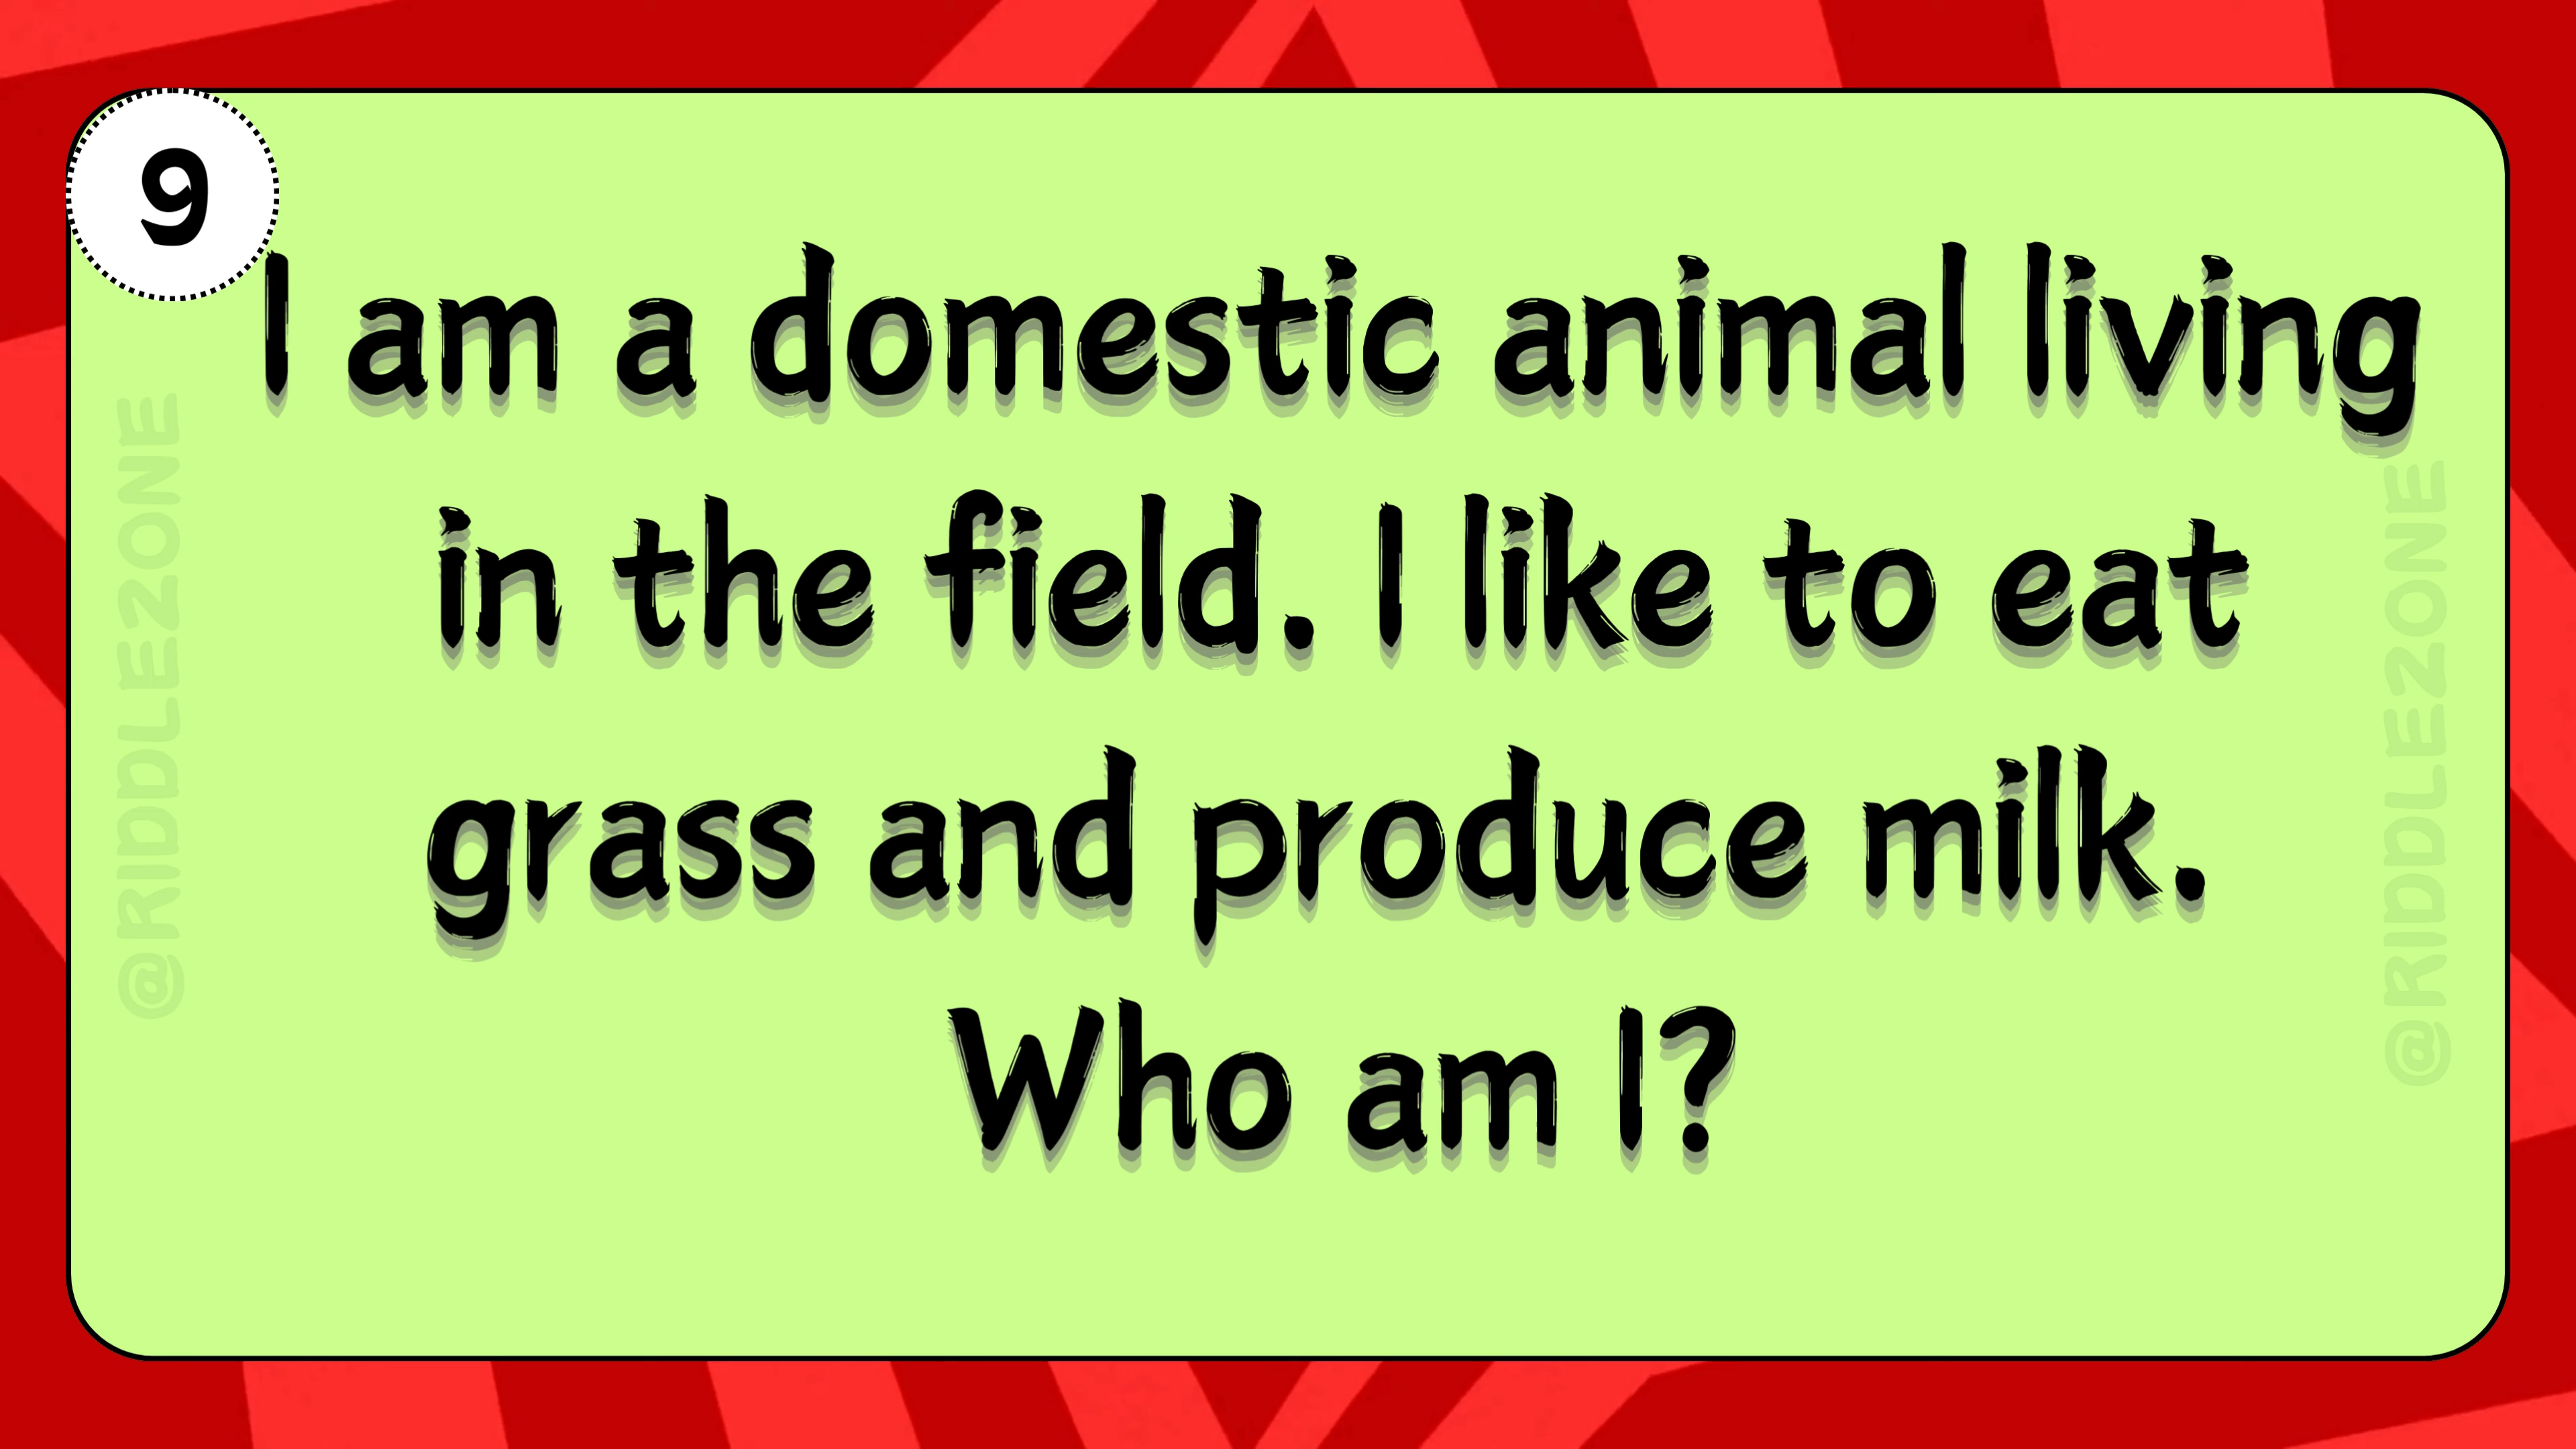 9
I am a domestic animal living
in the field. I like to eat
grass and produce milk.
Who am I?
@RIDDLEZONE
@RIDDLEZONE